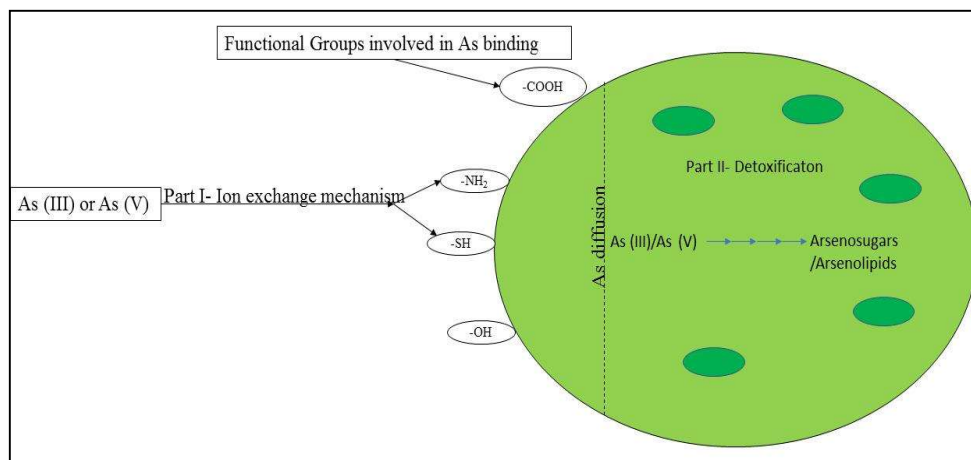 Functional Groups involved in As binding
-COOH
Part II- Detoxificaton
-NH₂
As (III) or As (V)
Part I- Ion exchange mechanism
-SH
As diffusion
As (III)/As (V)
Arsenosugars
/Arsenolipids
-OH